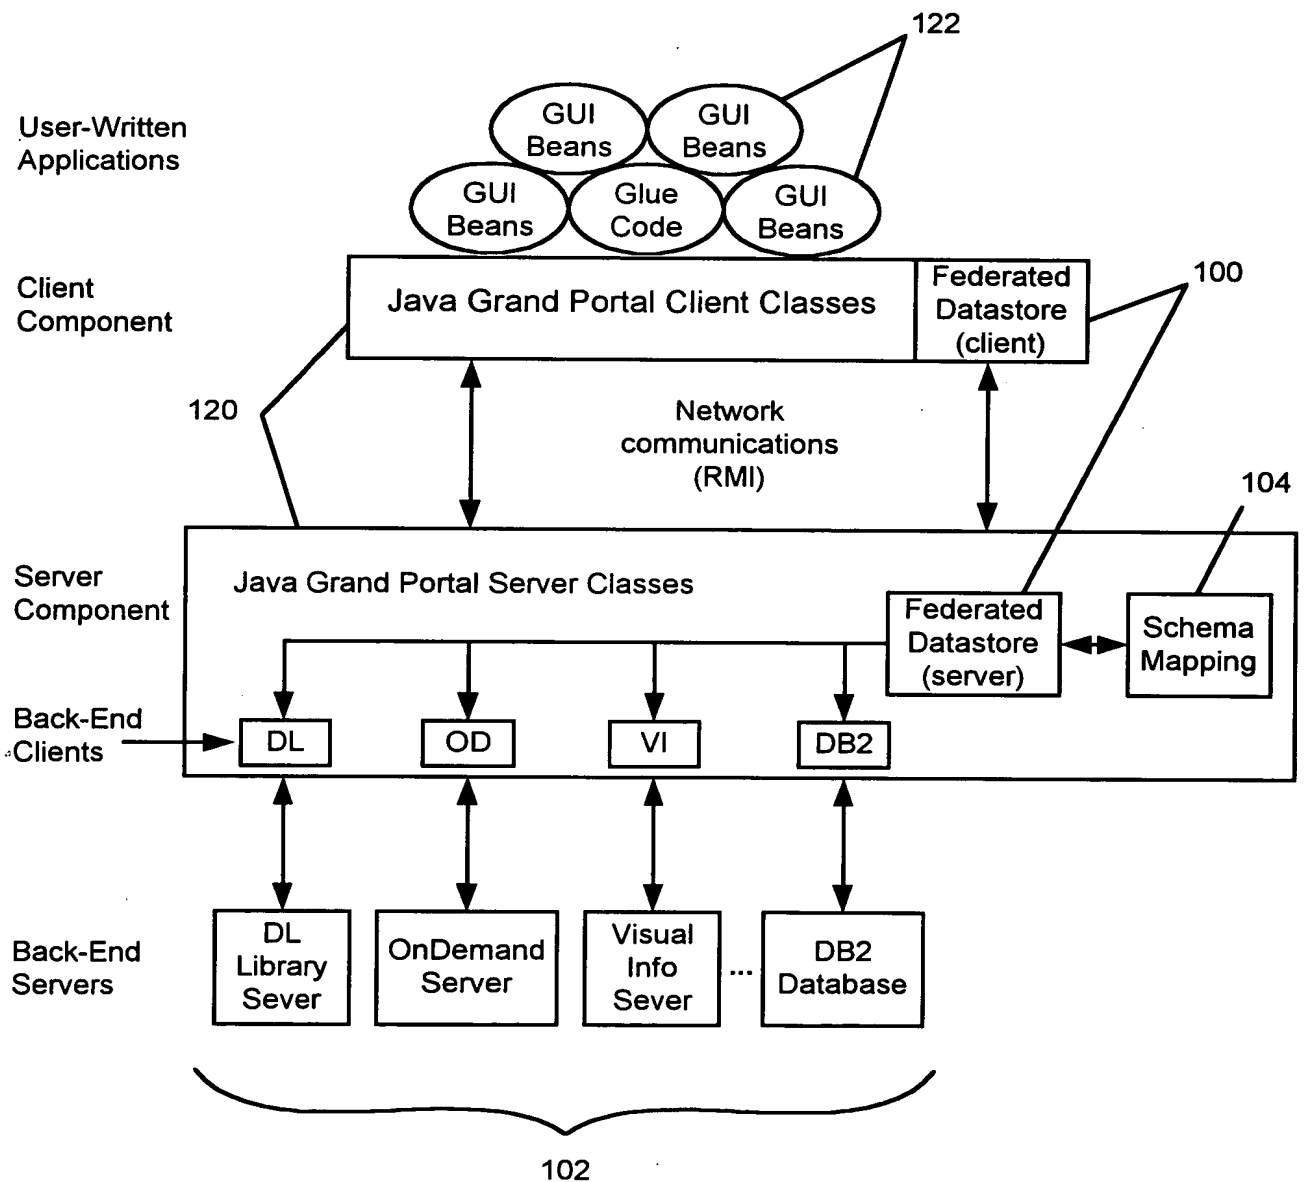 122
User-Written
Applications
GUI
Beans
GUI
Beans
GUI
Beans
Glue
Code
GUI
Beans
Client
Component
Java Grand Portal Client Classes
Federated
Datastore
(client)
100
120
Network
communications
(RMI)
104
Server
Component
Java Grand Portal Server Classes
Federated
Datastore
(server)
Schema
Mapping
Back-End
Clients
DL
OD
VI
DB2
Back-End
Servers
DL
Library
Sever
OnDemand
Server
Visual
Info
Sever
...
DB2
Database
102